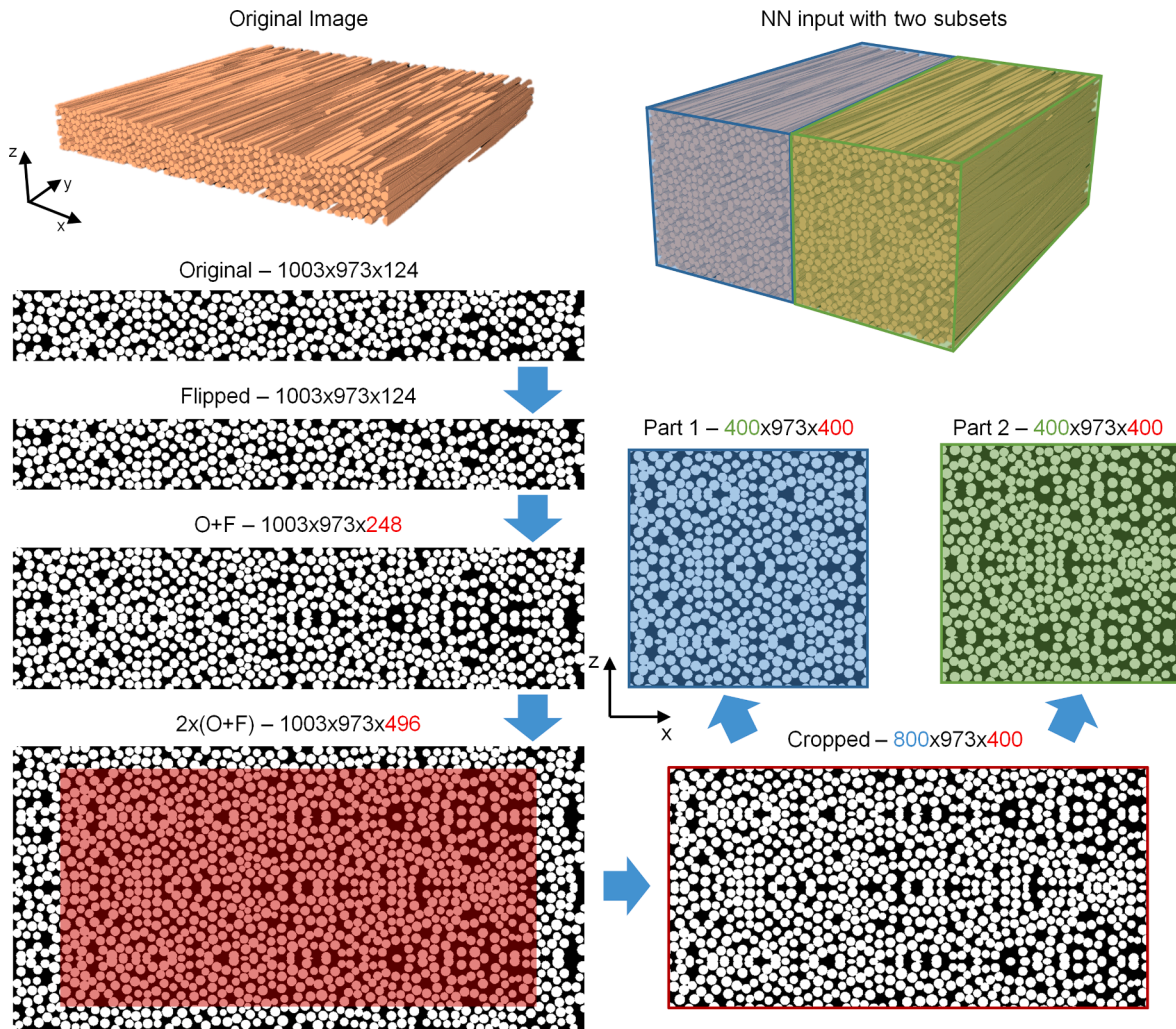 Original Image
NN input with two subsets
z
y
x
Original – 1003x973x124
Flipped – 1003x973x124
Part 1 – 400x973x400
Part 2 – 400x973x400
O+F – 1003x973x248
z
x
2x(O+F) – 1003x973x496
Cropped – 800x973x400